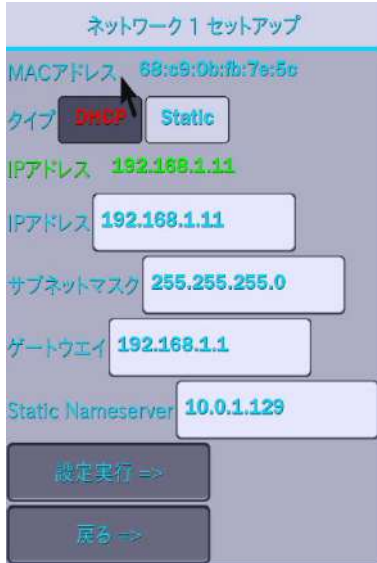 ネットワーク 1 セットアップ
MACアドレス 68:c9:0b:fb:7e:5c
タイプ DHCP Static
IPアドレス 192.168.1.11
IPアドレス 192.168.1.11
サブネットマスク 255.255.255.0
ゲートウエイ 192.168.1.1
Static Nameserver 10.0.1.129
設定実行 =>
戻る =>